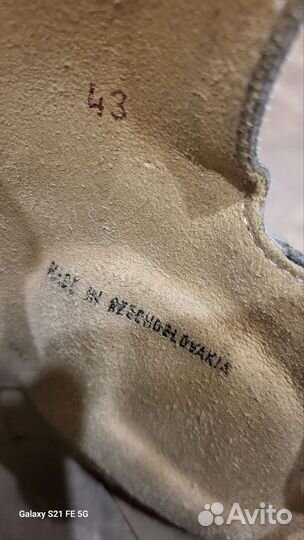 43
MADE IN CZECHOSLOVAKIA
Galaxy S21 FE 5G
Avito